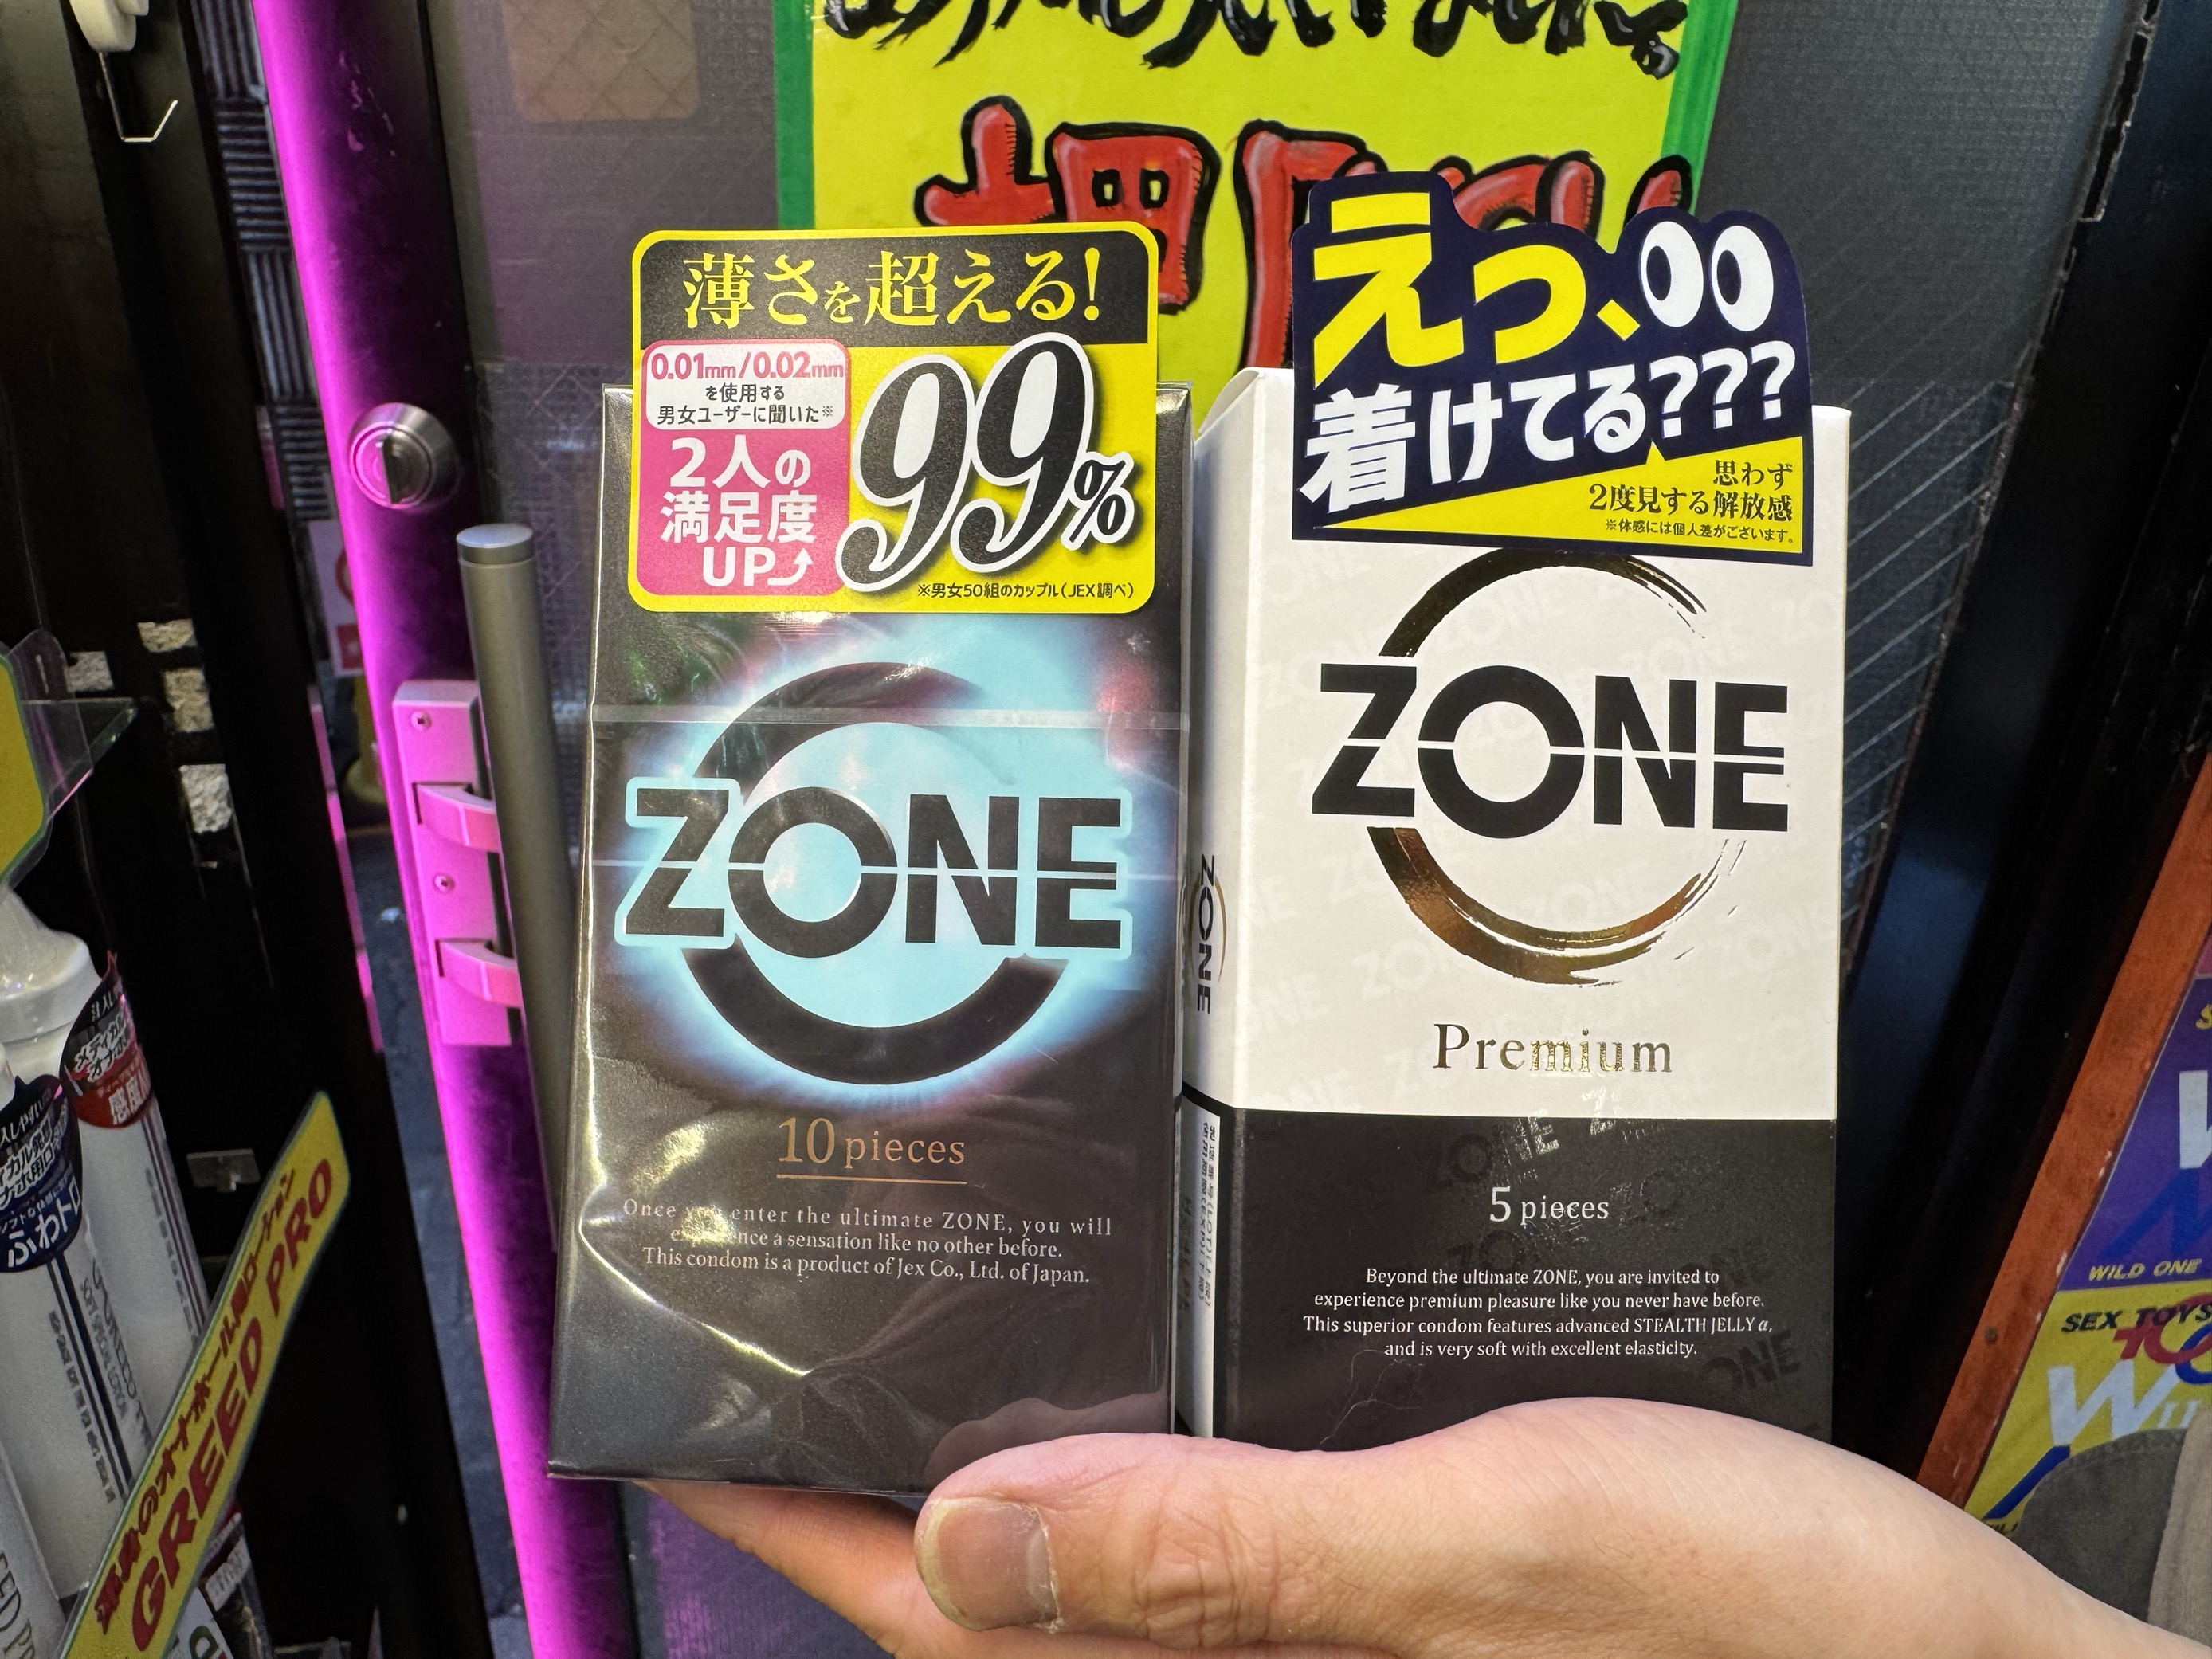 薄さを超える!
0.01mm/0.02mm
を使用する
男女ユーザーに聞いた※
2人の
満足度
UP
99%
※男女50組のカップル(JEX調べ)
ZONE
10 pieces
Once you enter the ultimate ZONE, you will
experience a sensation like no other before.
This condom is a product of Jex Co., Ltd. of Japan.
えっ、
着けてる???
思わず
2度見する解放感
※体感には個人差がございます。
ZONE
Premium
5 pieces
Beyond the ultimate ZONE, you are invited to
experience premium pleasure like you never have before.
This superior condom features advanced STEALTH JELLY α,
and is very soft with excellent elasticity.
ZONE
押
GREED PRO
ふわトロ
WILD ONE
SEX TOYS